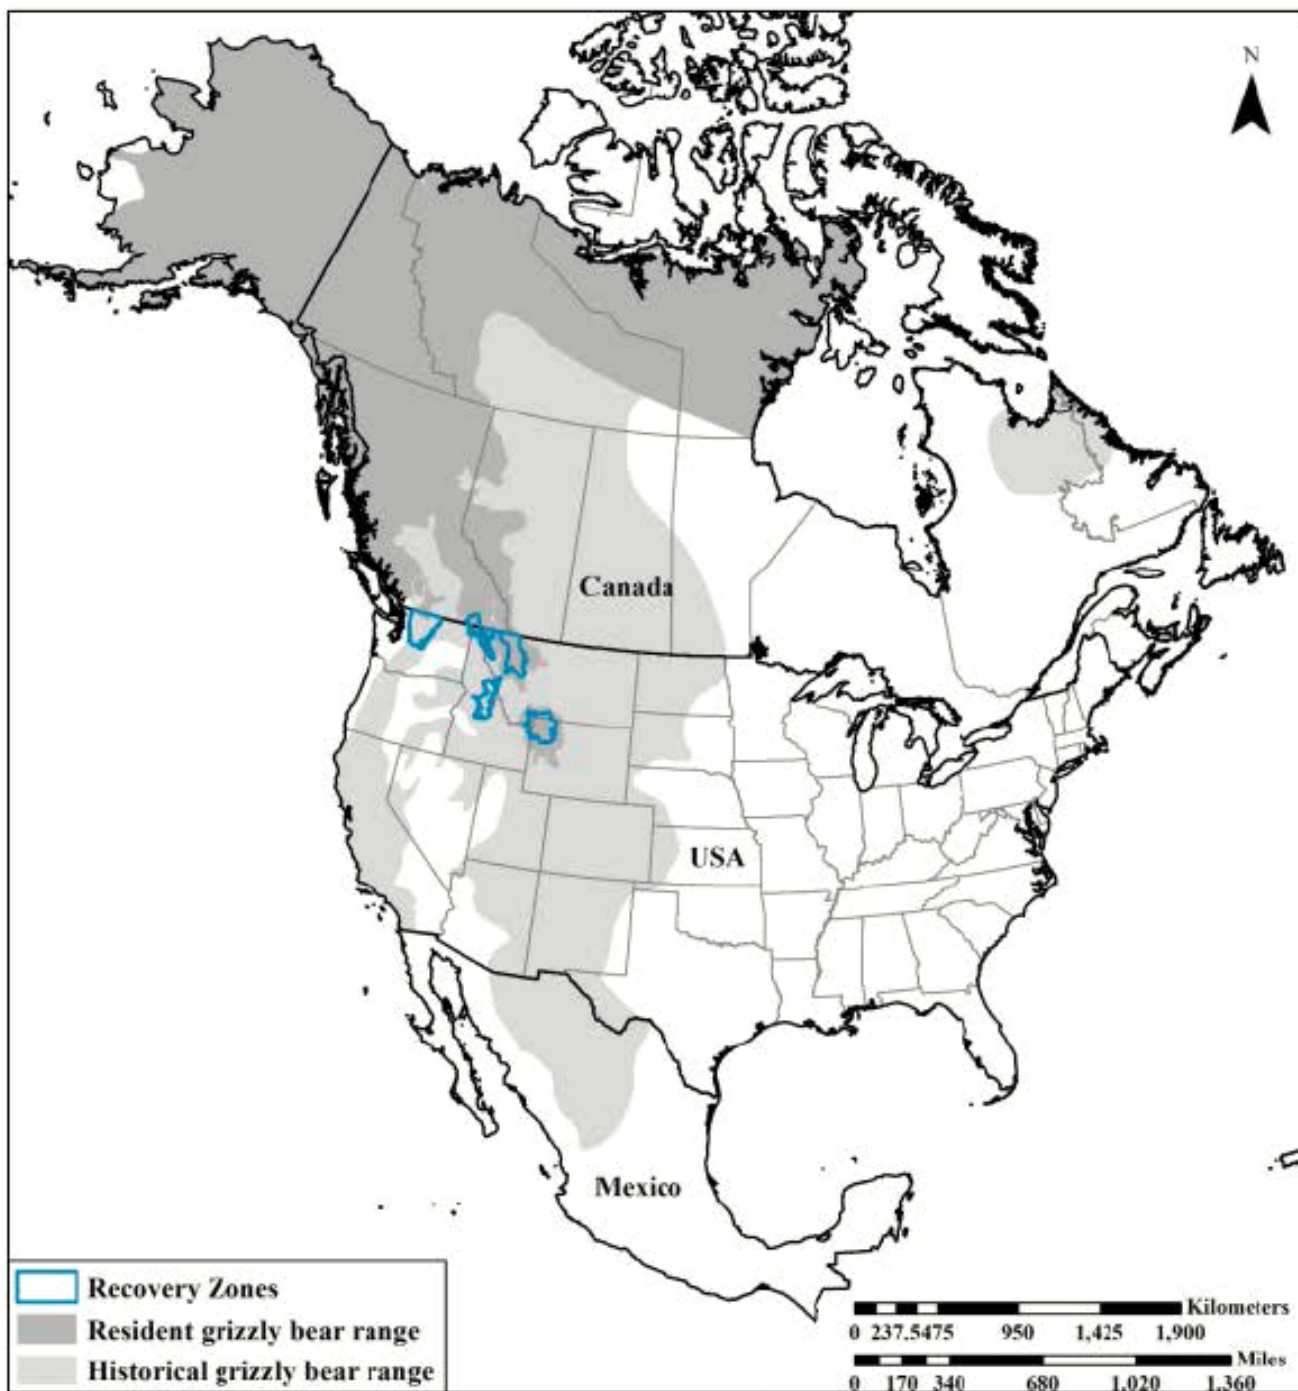 N
Canada
USA
Mexico
Recovery Zones
Resident grizzly bear range
Historical grizzly bear range
Kilometers
0 237.5475 950 1,425 1,900
Miles
0 170 340 680 1,020 1,360